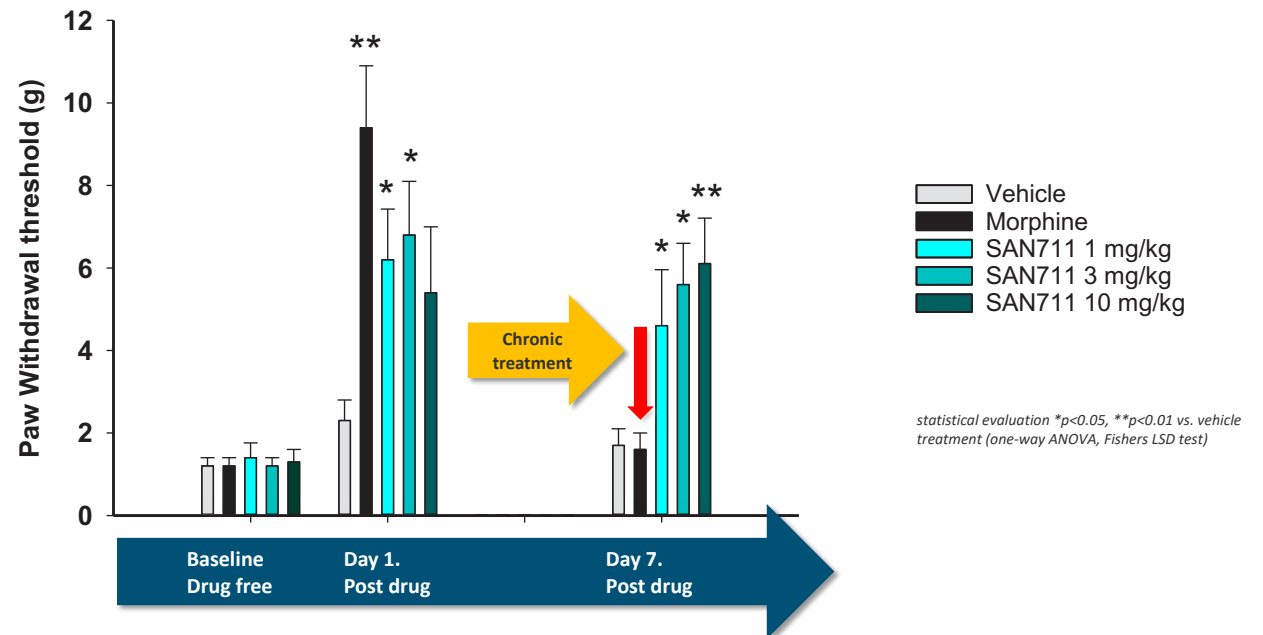 Paw Withdrawal threshold (g)
12
10
8
6
4
2
0
**
*
*
*
*
**
Chronic
treatment
Baseline
Drug free
Day 1.
Post drug
Day 7.
Post drug
Vehicle
Morphine
SAN711 1 mg/kg
SAN711 3 mg/kg
SAN711 10 mg/kg
statistical evaluation *p<0.05, **p<0.01 vs. vehicle
treatment (one-way ANOVA, Fishers LSD test)